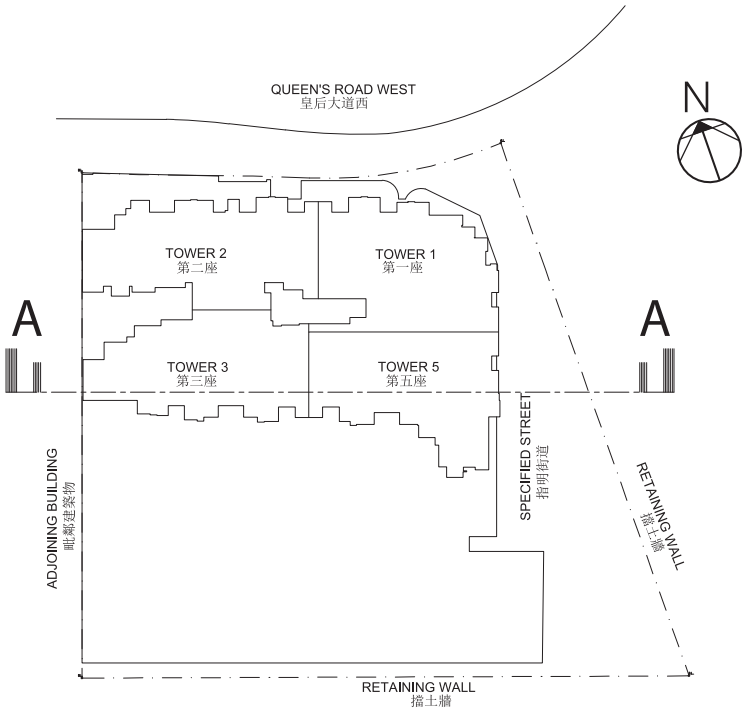 QUEEN'S ROAD WEST
皇后大道西
N
TOWER 2
第二座
TOWER 1
第一座
A
A
TOWER 3
第三座
TOWER 5
第五座
ADJOINING BUILDING
毗鄰建築物
SPECIFIED STREET
指明街道
RETAINING WALL
擋土牆
RETAINING WALL
擋土牆